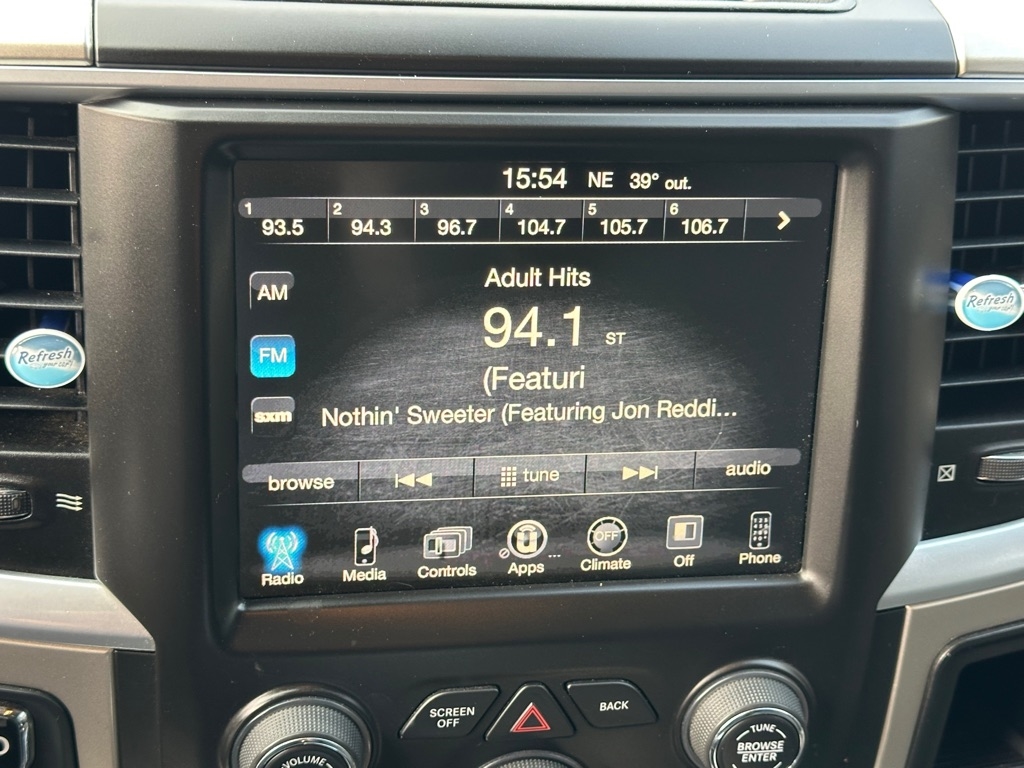 15:54 NE 39° out.
1 2 3 4 5 6
93.5 94.3 96.7 104.7 105.7 106.7
AM
Adult Hits
94.1 ST
FM
(Featuri
sxm
Nothin' Sweeter (Featuring Jon Reddi...
browse tune audio
OFF
Radio Media Controls Apps ... Climate Off Phone
Refresh
Refresh
SCREEN OFF
BACK
VOLUME
TUNE
BROWSE
ENTER